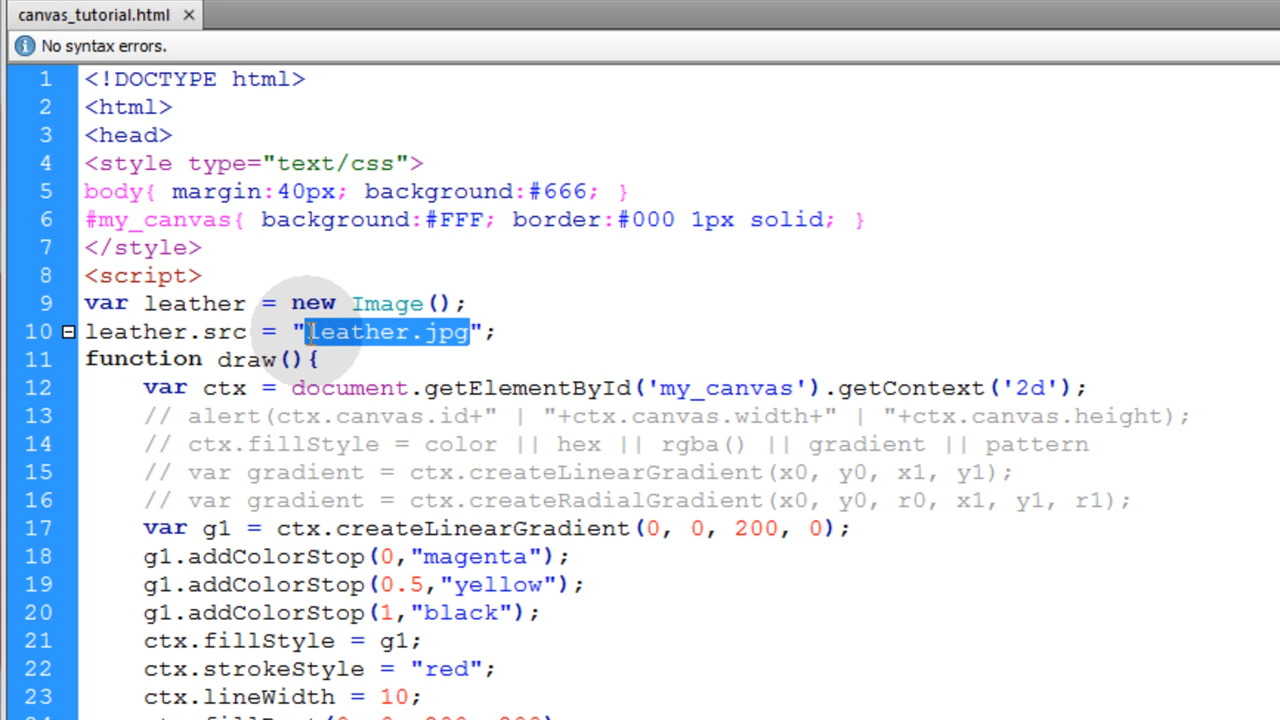 canvas_tutorial.html ✕
No syntax errors.
1 <!DOCTYPE html>
2 <html>
3 <head>
4 <style type="text/css">
5 body{ margin:40px; background:#666; }
6 #my_canvas{ background:#FFF; border:#000 1px solid; }
7 </style>
8 <script>
9 var leather = new Image();
10 leather.src = "leather.jpg";
11 function draw(){
12 var ctx = document.getElementById('my_canvas').getContext('2d');
13 // alert(ctx.canvas.id+" | "+ctx.canvas.width+" | "+ctx.canvas.height);
14 // ctx.fillStyle = color || hex || rgba() || gradient || pattern
15 // var gradient = ctx.createLinearGradient(x0, y0, x1, y1);
16 // var gradient = ctx.createRadialGradient(x0, y0, r0, x1, y1, r1);
17 var g1 = ctx.createLinearGradient(0, 0, 200, 0);
18 g1.addColorStop(0,"magenta");
19 g1.addColorStop(0.5,"yellow");
20 g1.addColorStop(1,"black");
21 ctx.fillStyle = g1;
22 ctx.strokeStyle = "red";
23 ctx.lineWidth = 10;